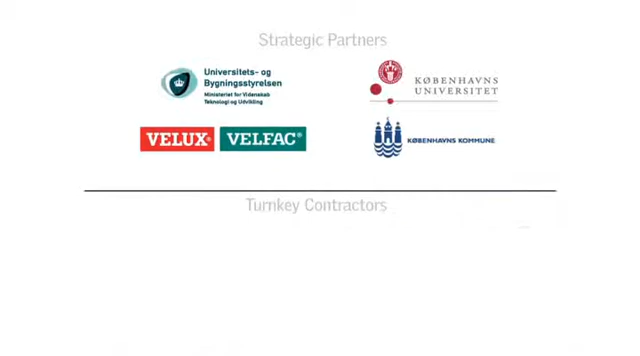 Strategic Partners
Universitets- og
Bygningsstyrelsen
Ministeriet for Videnskab
Teknologi og Udvikling
KØBENHAVNS
UNIVERSITET
VELUX®
VELFAC®
KØBENHAVNS KOMMUNE
Turnkey Contractors